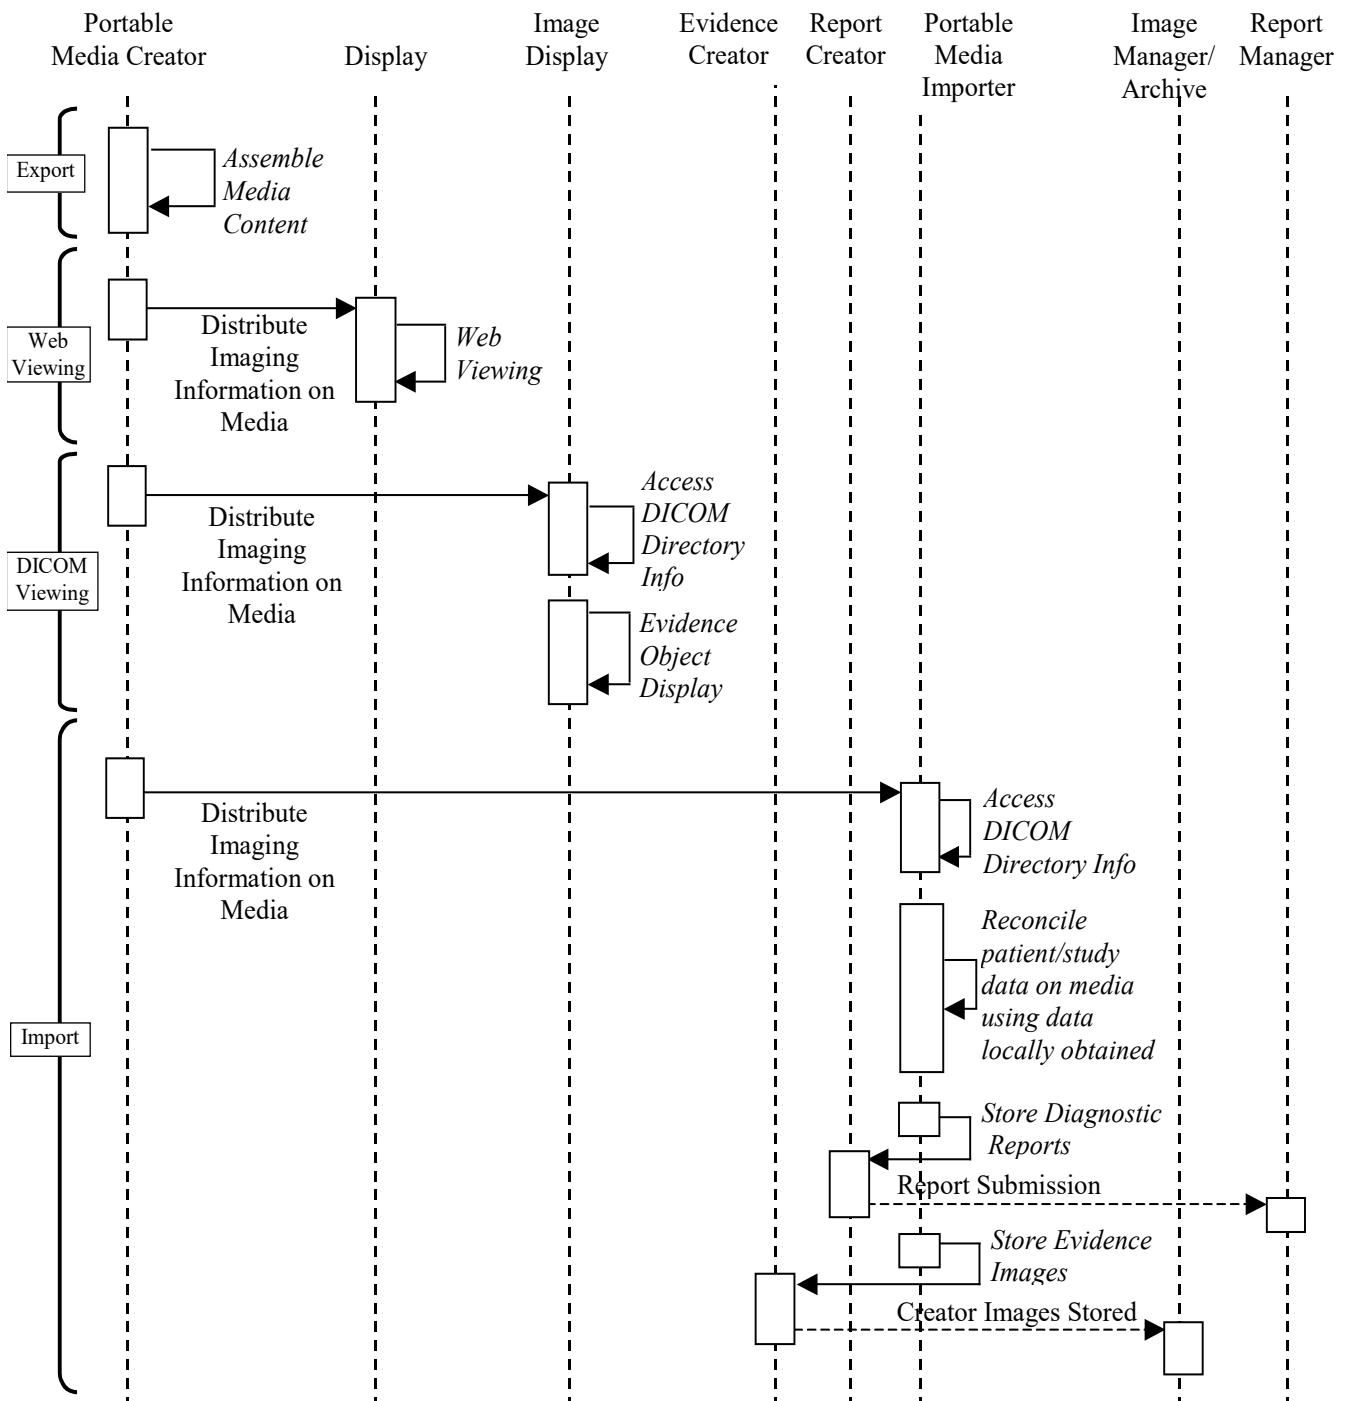 Portable
Media Creator
Display
Image
Display
Evidence
Creator
Report
Creator
Portable
Media
Importer
Image
Manager/
Archive
Report
Manager
Export
Assemble
Media
Content
Web
Viewing
Distribute
Imaging
Information on
Media
Web
Viewing
DICOM
Viewing
Distribute
Imaging
Information on
Media
Access
DICOM
Directory
Info
Evidence
Object
Display
Import
Distribute
Imaging
Information on
Media
Access
DICOM
Directory Info
Reconcile
patient/study
data on media
using data
locally obtained
Store Diagnostic
Reports
Report Submission
Store Evidence
Images
Creator Images Stored